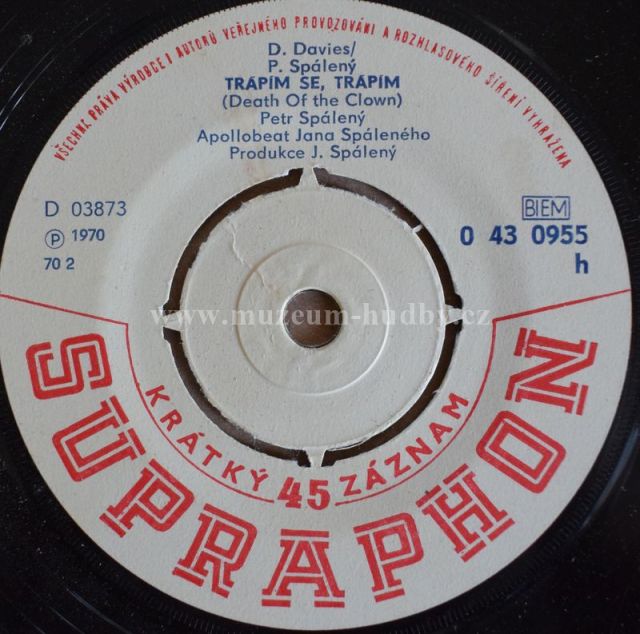 VŠECHNA PRÁVA VÝROBCE I AUTORŮ VEŘEJNÉHO PROVOZOVÁNÍ A ROZHLASOVÉHO ŠÍŘENÍ VYHRAŽENA
D. Davies/
P. Spálený
TRÁPÍM SE, TRÁPÍM
(Death Of the Clown)
Petr Spálený
Apollobeat Jana Spáleného
Produkce J. Spálený
D 03873
Ⓟ 1970
70 2
BIEM
0 43 0955
h
www.muzeum-hudby.cz
KRÁTKÝ 45 ZÁZNAM
SUPRAPHON